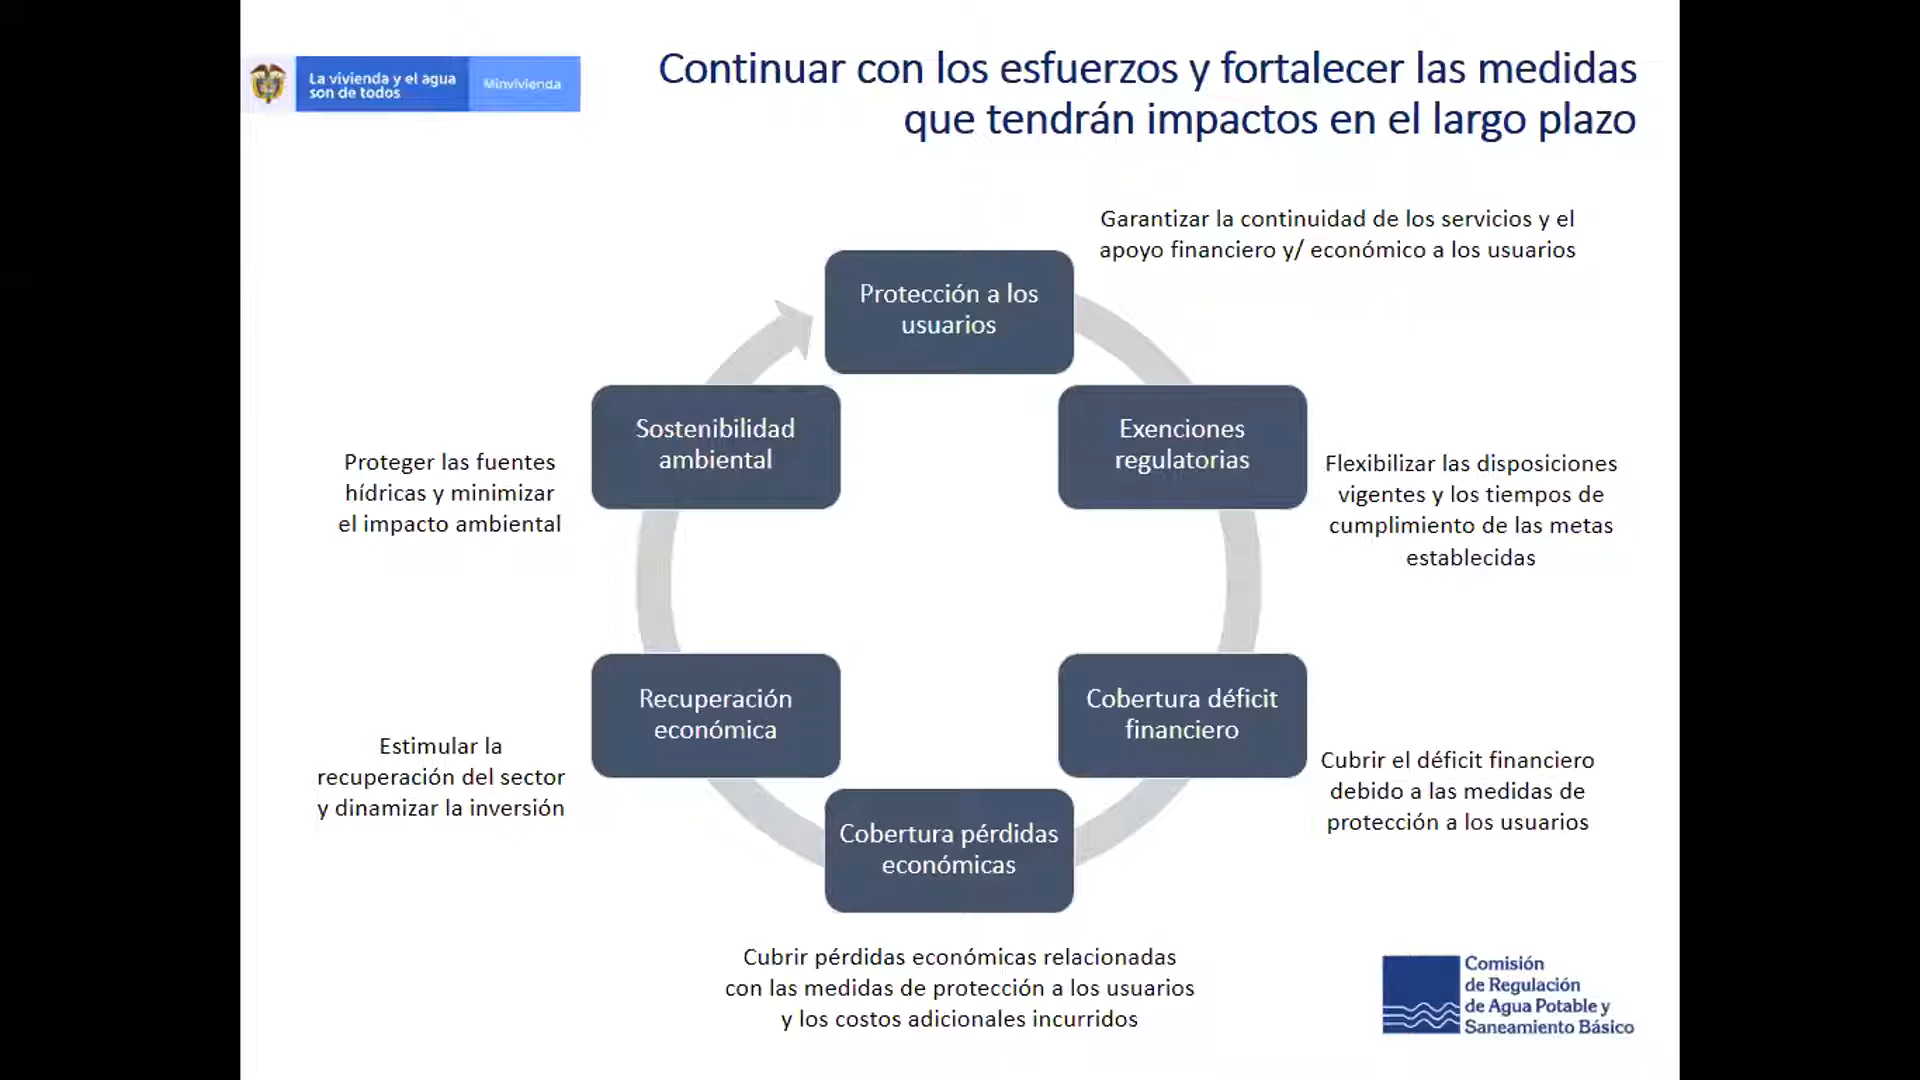 La vivienda y el agua
son de todos
Minvivienda
Continuar con los esfuerzos y fortalecer las medidas
que tendrán impactos en el largo plazo
Garantizar la continuidad de los servicios y el
apoyo financiero y/ económico a los usuarios
Protección a los
usuarios
Exenciones
regulatorias
Flexibilizar las disposiciones
vigentes y los tiempos de
cumplimiento de las metas
establecidas
Cobertura déficit
financiero
Cubrir el déficit financiero
debido a las medidas de
protección a los usuarios
Cobertura pérdidas
económicas
Cubrir pérdidas económicas relacionadas
con las medidas de protección a los usuarios
y los costos adicionales incurridos
Recuperación
económica
Estimular la
recuperación del sector
y dinamizar la inversión
Sostenibilidad
ambiental
Proteger las fuentes
hídricas y minimizar
el impacto ambiental
Comisión
de Regulación
de Agua Potable y
Saneamiento Básico